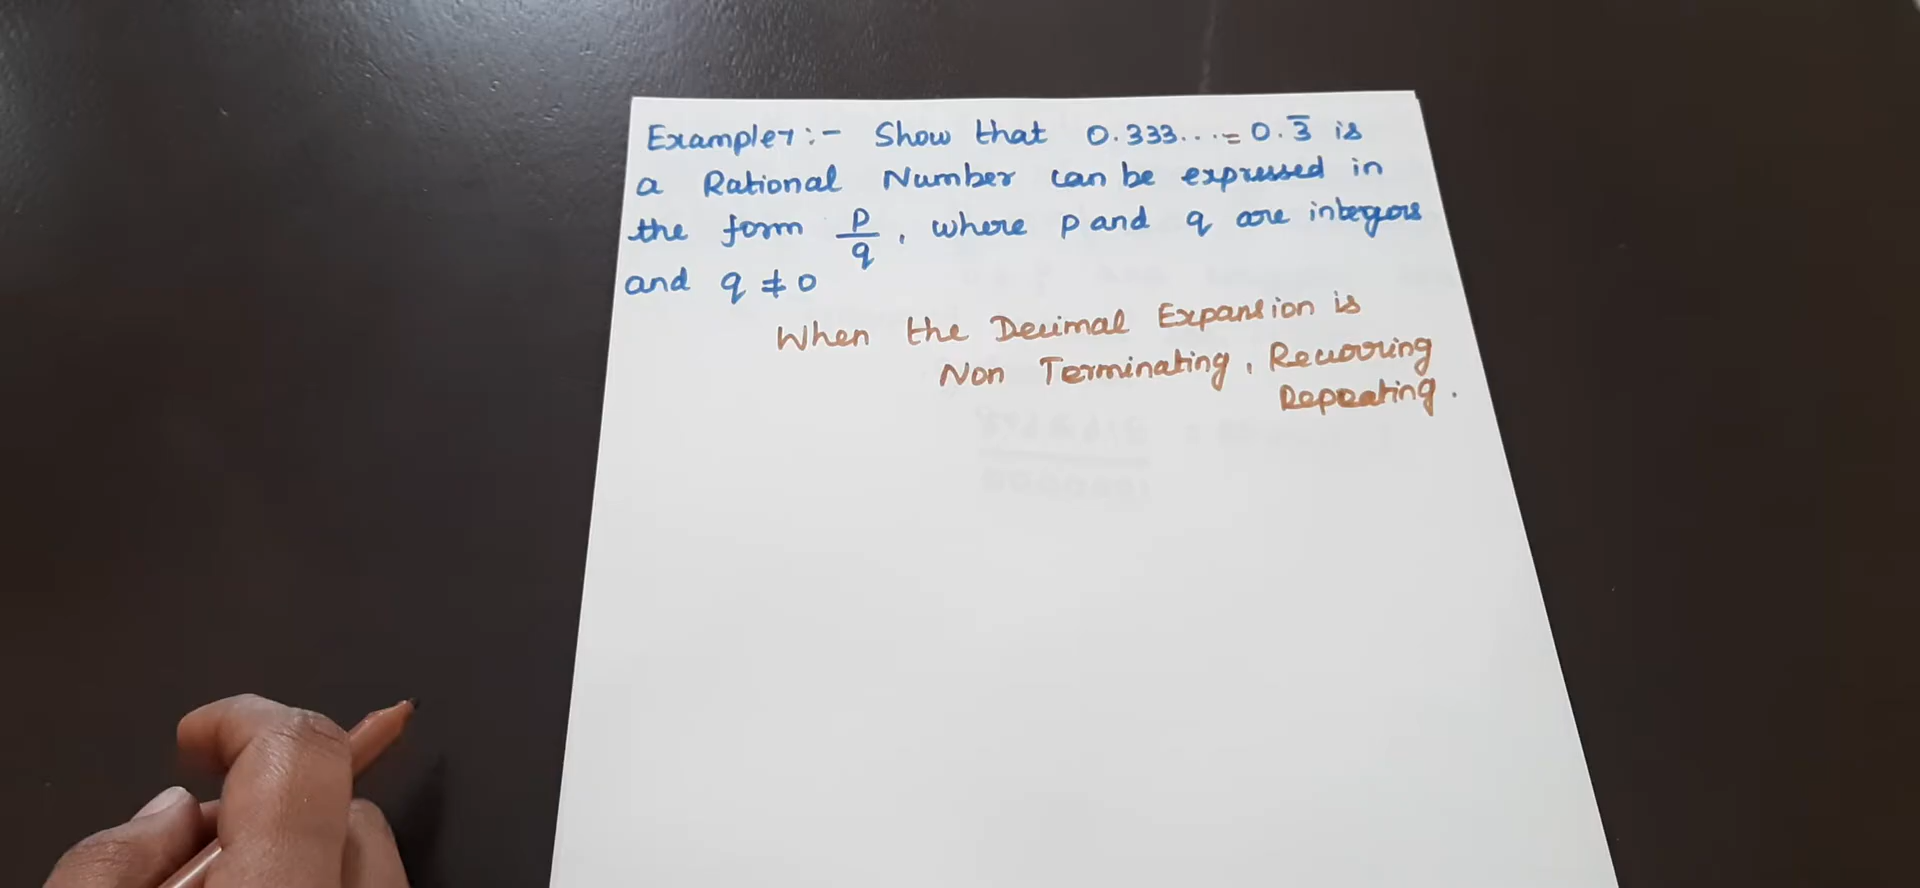 Example7:- Show that 0.333... = 0.3̅ is
a Rational Number can be expressed in
the form p/q, where p and q are integers
and q ≠ 0
When the Decimal Expansion is
Non Terminating, Recurring
Repeating.